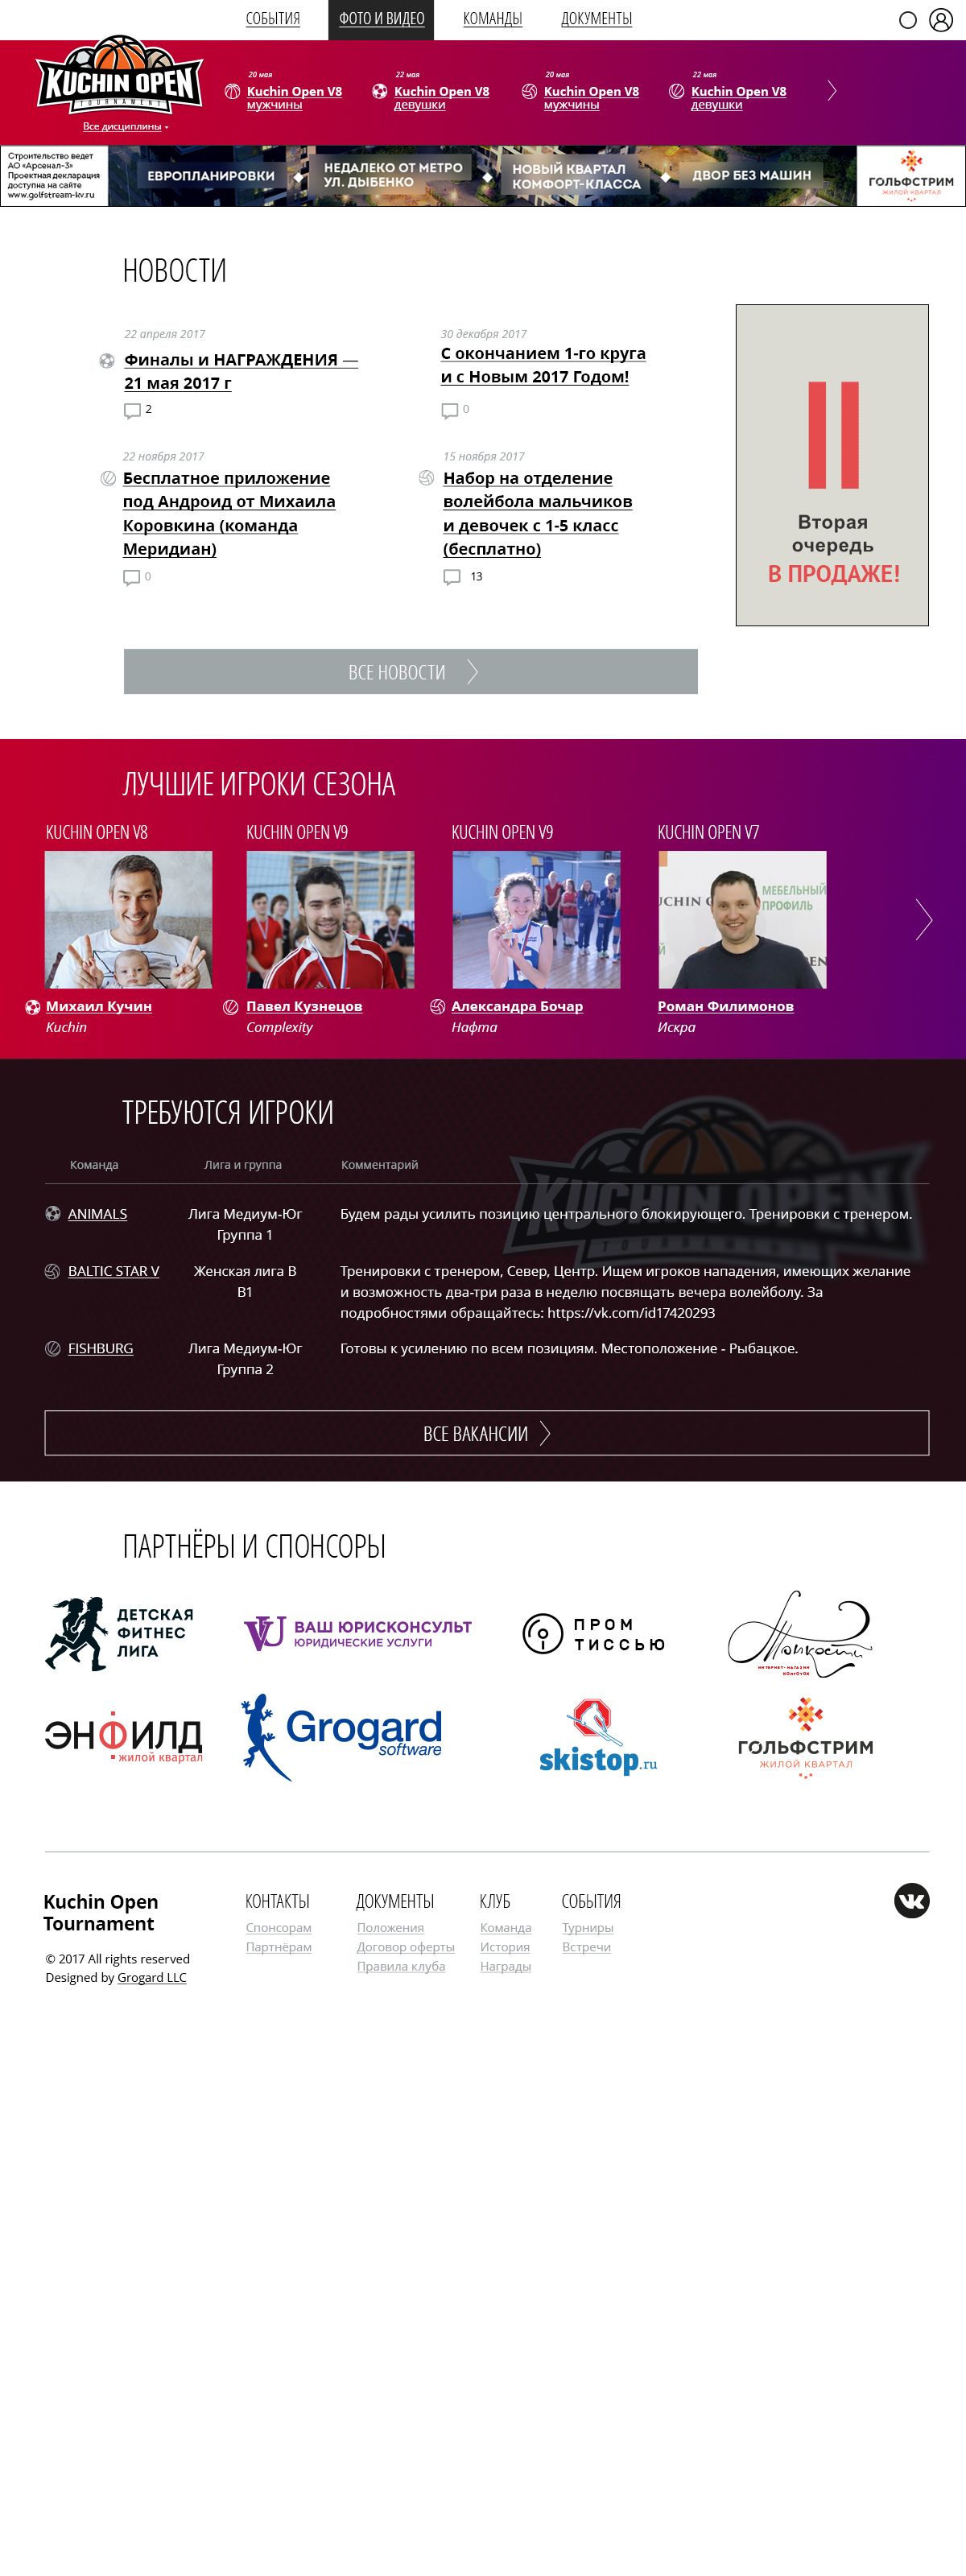 СОБЫТИЯ ФОТО И ВИДЕО КОМАНДЫ ДОКУМЕНТЫ
KUCHIN OPEN
TOURNAMENT
Все дисциплины
20 мая
Kuchin Open V8
мужчины
22 мая
Kuchin Open V8
девушки
20 мая
Kuchin Open V8
мужчины
22 мая
Kuchin Open V8
девушки
Строительство ведет
АО «Арсенал-3»
Проектная декларация
доступна на сайте
www.golfstream-kv.ru
ЕВРОПЛАНИРОВКИ
НЕДАЛЕКО ОТ МЕТРО
УЛ. ДЫБЕНКО
НОВЫЙ КВАРТАЛ
КОМФОРТ-КЛАССА
ДВОР БЕЗ МАШИН
ГОЛЬФСТРИМ
ЖИЛОЙ КВАРТАЛ
НОВОСТИ
22 апреля 2017
Финалы и НАГРАЖДЕНИЯ —
21 мая 2017 г
2
30 декабря 2017
С окончанием 1-го круга
и с Новым 2017 Годом!
0
22 ноября 2017
Бесплатное приложение
под Андроид от Михаила
Коровкина (команда
Меридиан)
0
15 ноября 2017
Набор на отделение
волейбола мальчиков
и девочек с 1-5 класс
(бесплатно)
13
II
Вторая
очередь
В ПРОДАЖЕ!
ВСЕ НОВОСТИ
ЛУЧШИЕ ИГРОКИ СЕЗОНА
KUCHIN OPEN V8
Михаил Кучин
Kuchin
KUCHIN OPEN V9
Павел Кузнецов
Complexity
KUCHIN OPEN V9
Александра Бочар
Нафта
KUCHIN OPEN V7
МЕБЕЛЬНЫЙ
ПРОФИЛЬ
Роман Филимонов
Искра
ТРЕБУЮТСЯ ИГРОКИ
KUCHIN OPEN
Команда Лига и группа Комментарий
ANIMALS
Лига Медиум-Юг
Группа 1
Будем рады усилить позицию центрального блокирующего. Тренировки с тренером.
BALTIC STAR V
Женская лига В
В1
Тренировки с тренером, Север, Центр. Ищем игроков нападения, имеющих желание
и возможность два-три раза в неделю посвящать вечера волейболу. За
подробностями обращайтесь: https://vk.com/id17420293
FISHBURG
Лига Медиум-Юг
Группа 2
Готовы к усилению по всем позициям. Местоположение - Рыбацкое.
ВСЕ ВАКАНСИИ
ПАРТНЁРЫ И СПОНСОРЫ
ДЕТСКАЯ
ФИТНЕС
ЛИГА
ВАШ ЮРИСКОНСУЛЬТ
ЮРИДИЧЕСКИЕ УСЛУГИ
ПРОМ
ТИССЬЮ
Тонкости
ИНТЕРНЕТ-МАГАЗИН
КОЛГОТОК
ЭНФИЛД
жилой квартал
Grogard
software
skistop.ru
ГОЛЬФСТРИМ
ЖИЛОЙ КВАРТАЛ
Kuchin Open
Tournament
© 2017 All rights reserved
Designed by Grogard LLC
КОНТАКТЫ
Спонсорам
Партнёрам
ДОКУМЕНТЫ
Положения
Договор оферты
Правила клуба
КЛУБ
Команда
История
Награды
СОБЫТИЯ
Турниры
Встречи